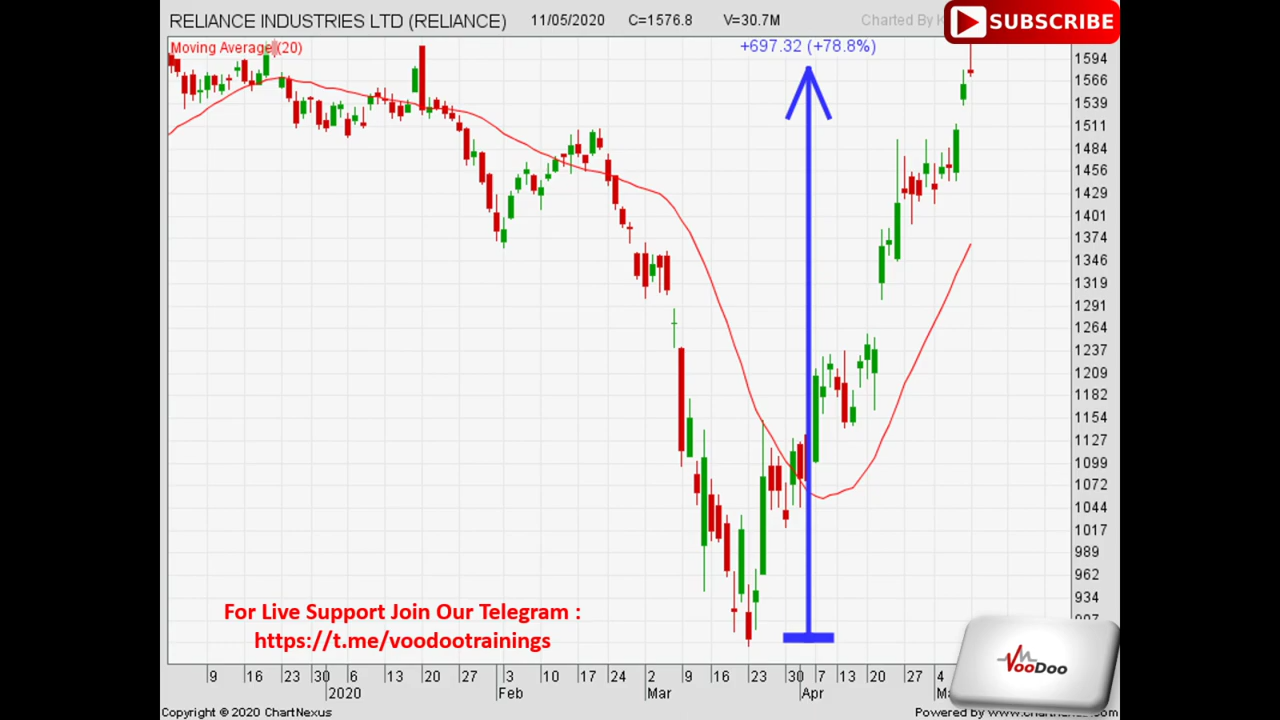 RELIANCE INDUSTRIES LTD (RELIANCE) 11/05/2020 C=1576.8 V=30.7M Charted By
SUBSCRIBE
Moving Average (20)
+697.32 (+78.8%)
1594
1566
1539
1511
1484
1456
1429
1401
1374
1346
1319
1291
1264
1237
1209
1182
1154
1127
1099
1072
1044
1017
989
962
934
For Live Support Join Our Telegram :
https://t.me/voodootrainings
VooDoo
9 16 23 30 6 13 20 27 3 10 17 24 2 9 16 23 30 7 13 20 27 4
2020 Feb Mar Apr
Copyright © 2020 ChartNexus
Powered by www.chartnexus.com